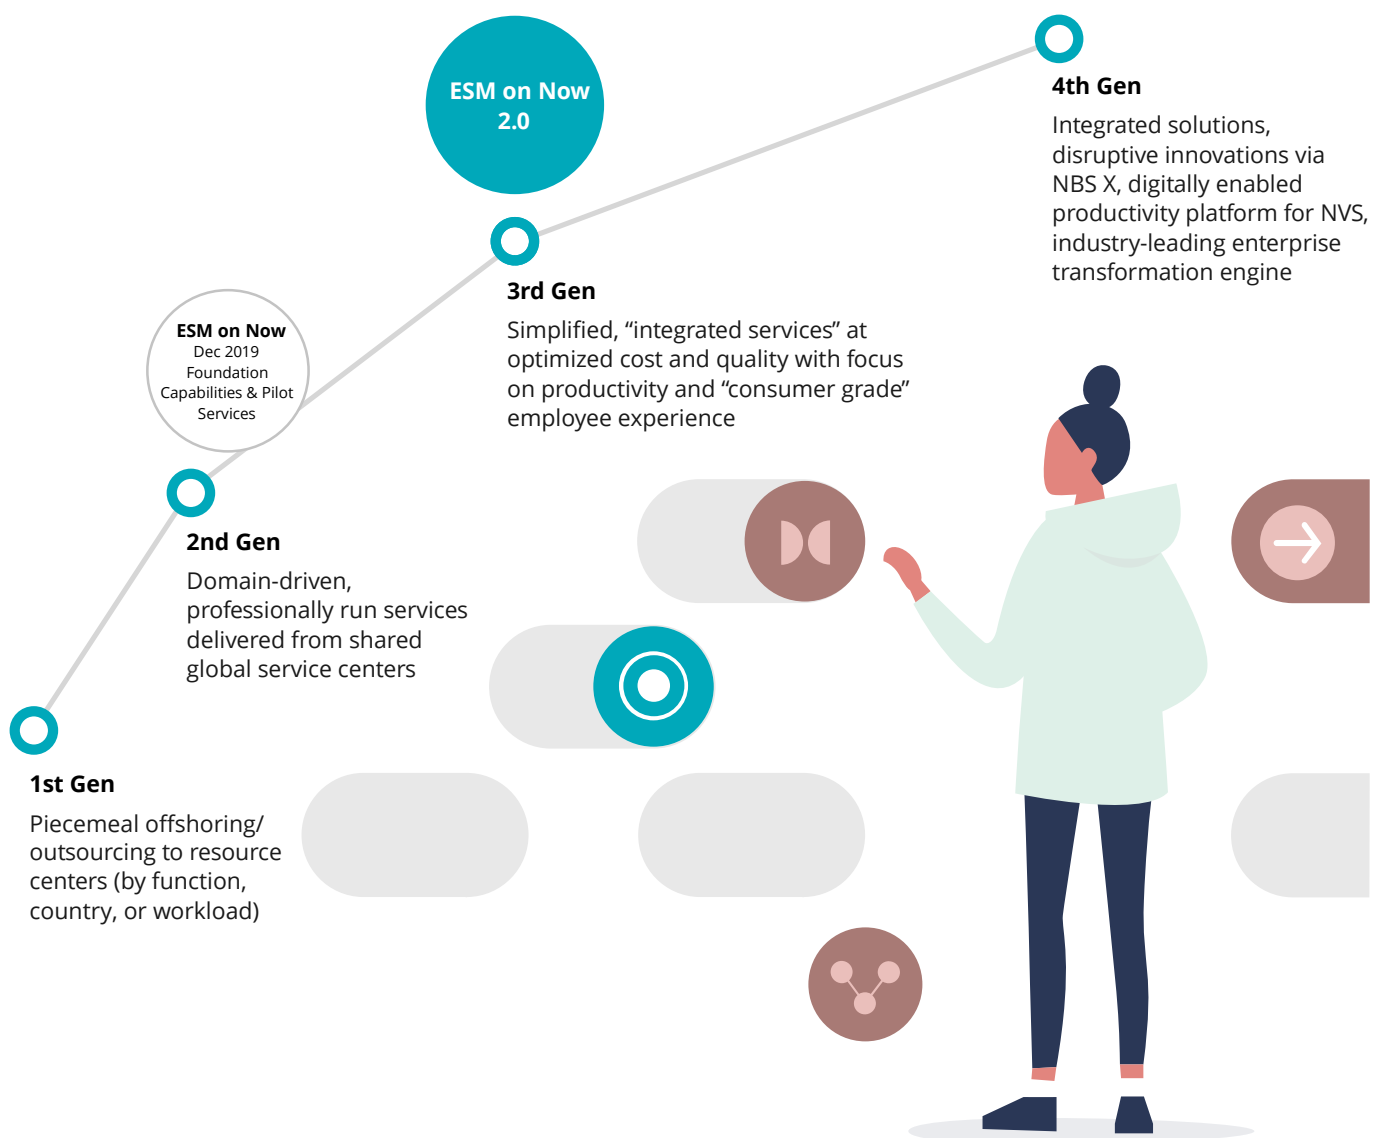 ESM on Now
2.0
4th Gen
Integrated solutions,
disruptive innovations via
NBS X, digitally enabled
productivity platform for NVS,
industry-leading enterprise
transformation engine
3rd Gen
Simplified, “integrated services” at
optimized cost and quality with focus
on productivity and “consumer grade”
employee experience
ESM on Now
Dec 2019
Foundation
Capabilities & Pilot
Services
2nd Gen
Domain-driven,
professionally run services
delivered from shared
global service centers
1st Gen
Piecemeal offshoring/
outsourcing to resource
centers (by function,
country, or workload)